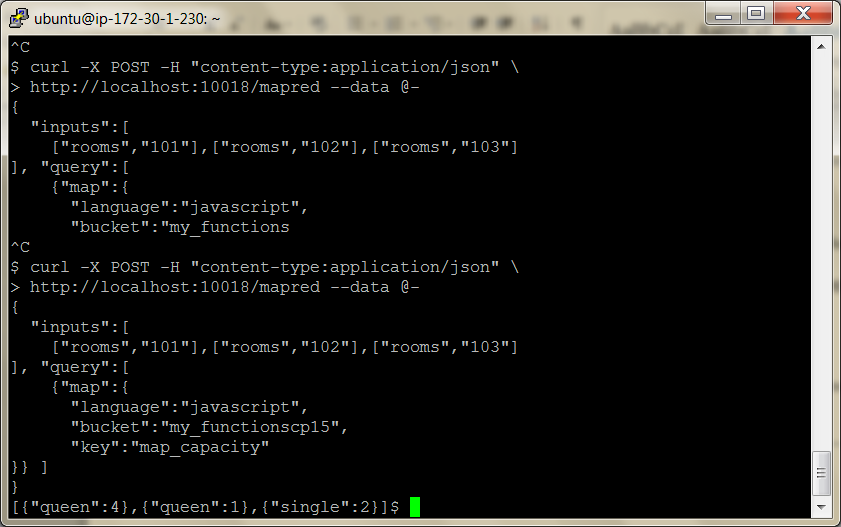 ubuntu@ip-172-30-1-230: ~
^C
$ curl -X POST -H "content-type:application/json" \
> http://localhost:10018/mapred --data @-
{
  "inputs":[
    ["rooms","101"],["rooms","102"],["rooms","103"]
], "query":[
    {"map":{
      "language":"javascript",
      "bucket":"my_functions
^C
$ curl -X POST -H "content-type:application/json" \
> http://localhost:10018/mapred --data @-
{
  "inputs":[
    ["rooms","101"],["rooms","102"],["rooms","103"]
], "query":[
    {"map":{
      "language":"javascript",
      "bucket":"my_functionscp15",
      "key":"map_capacity"
}} ]
}
[{"queen":4},{"queen":1},{"single":2}]$